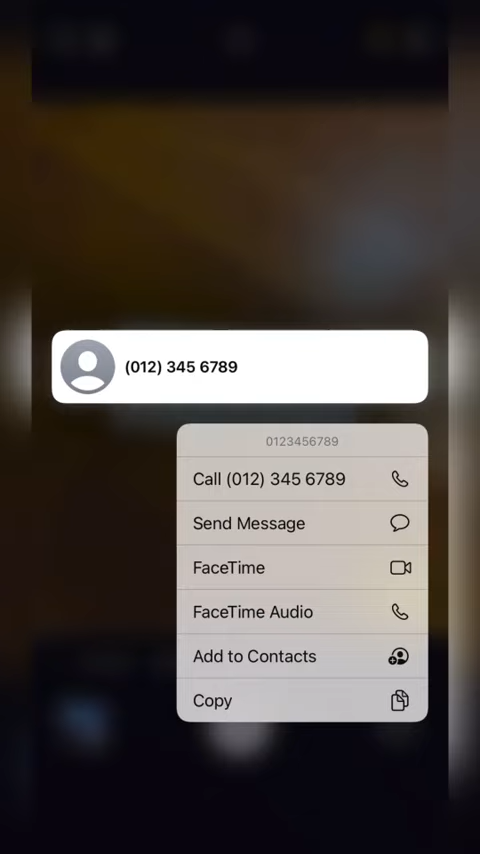 (012) 345 6789
0123456789
Call (012) 345 6789
Send Message
FaceTime
FaceTime Audio
Add to Contacts
Copy